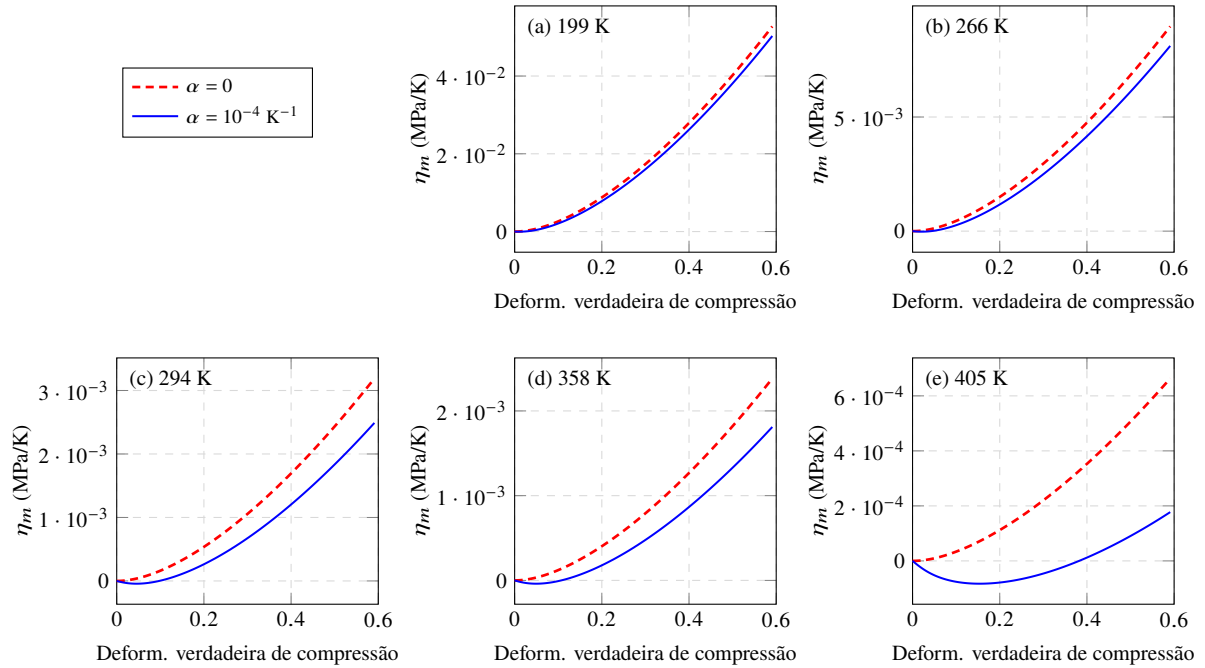 α = 0
α = 10⁻⁴ K⁻¹
(a) 199 K
η_m (MPa/K)
4 · 10⁻²
2 · 10⁻²
0
0 0.2 0.4 0.6
Deform. verdadeira de compressão
(b) 266 K
η_m (MPa/K)
5 · 10⁻³
0
0 0.2 0.4 0.6
Deform. verdadeira de compressão
(c) 294 K
η_m (MPa/K)
3 · 10⁻³
2 · 10⁻³
1 · 10⁻³
0
0 0.2 0.4 0.6
Deform. verdadeira de compressão
(d) 358 K
η_m (MPa/K)
2 · 10⁻³
1 · 10⁻³
0
0 0.2 0.4 0.6
Deform. verdadeira de compressão
(e) 405 K
η_m (MPa/K)
6 · 10⁻⁴
4 · 10⁻⁴
2 · 10⁻⁴
0
0 0.2 0.4 0.6
Deform. verdadeira de compressão